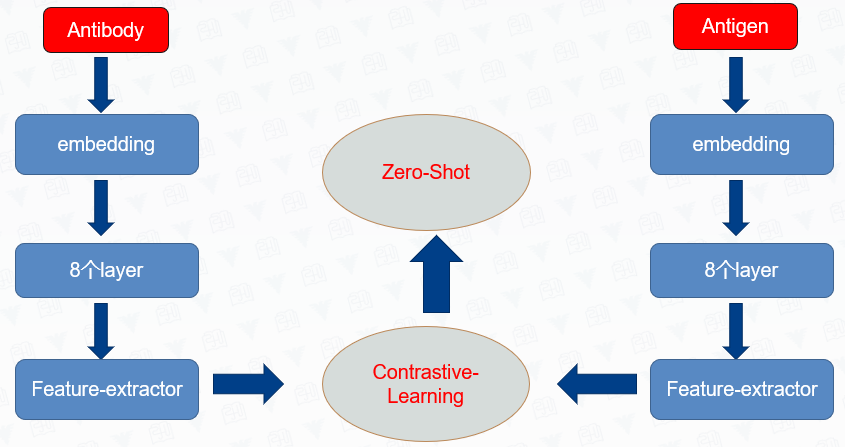 Antibody
Antigen
embedding
embedding
Zero-Shot
8个layer
8个layer
Contrastive-
Learning
Feature-extractor
Feature-extractor